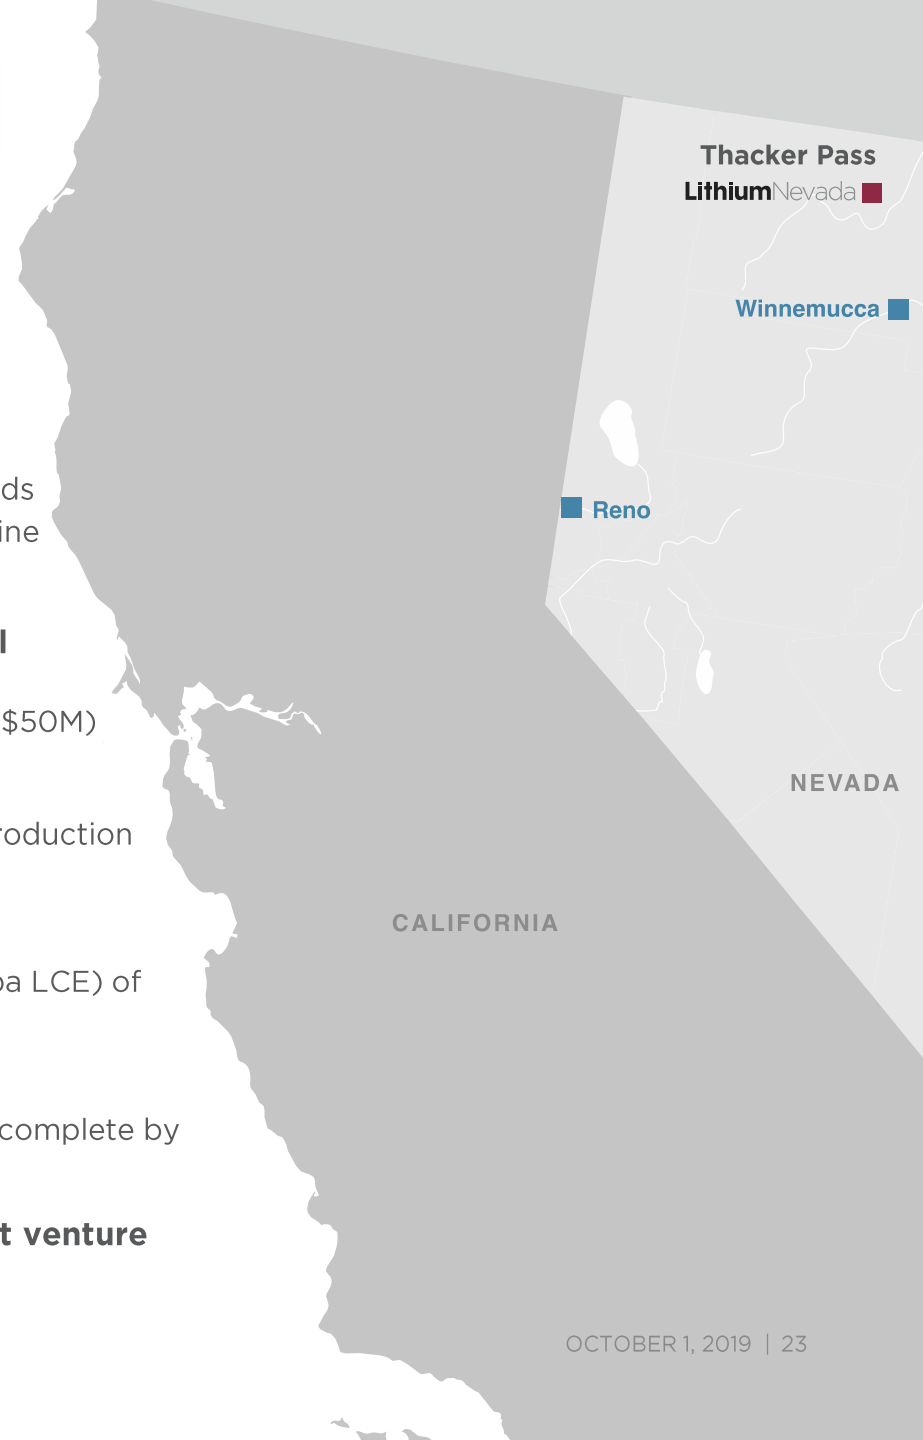 Thacker Pass
LithiumNevada
Winnemucca
Reno
NEVADA
CALIFORNIA
ds
ine
l
$50M)
roduction
pa LCE) of
complete by
t venture
OCTOBER 1, 2019 | 23